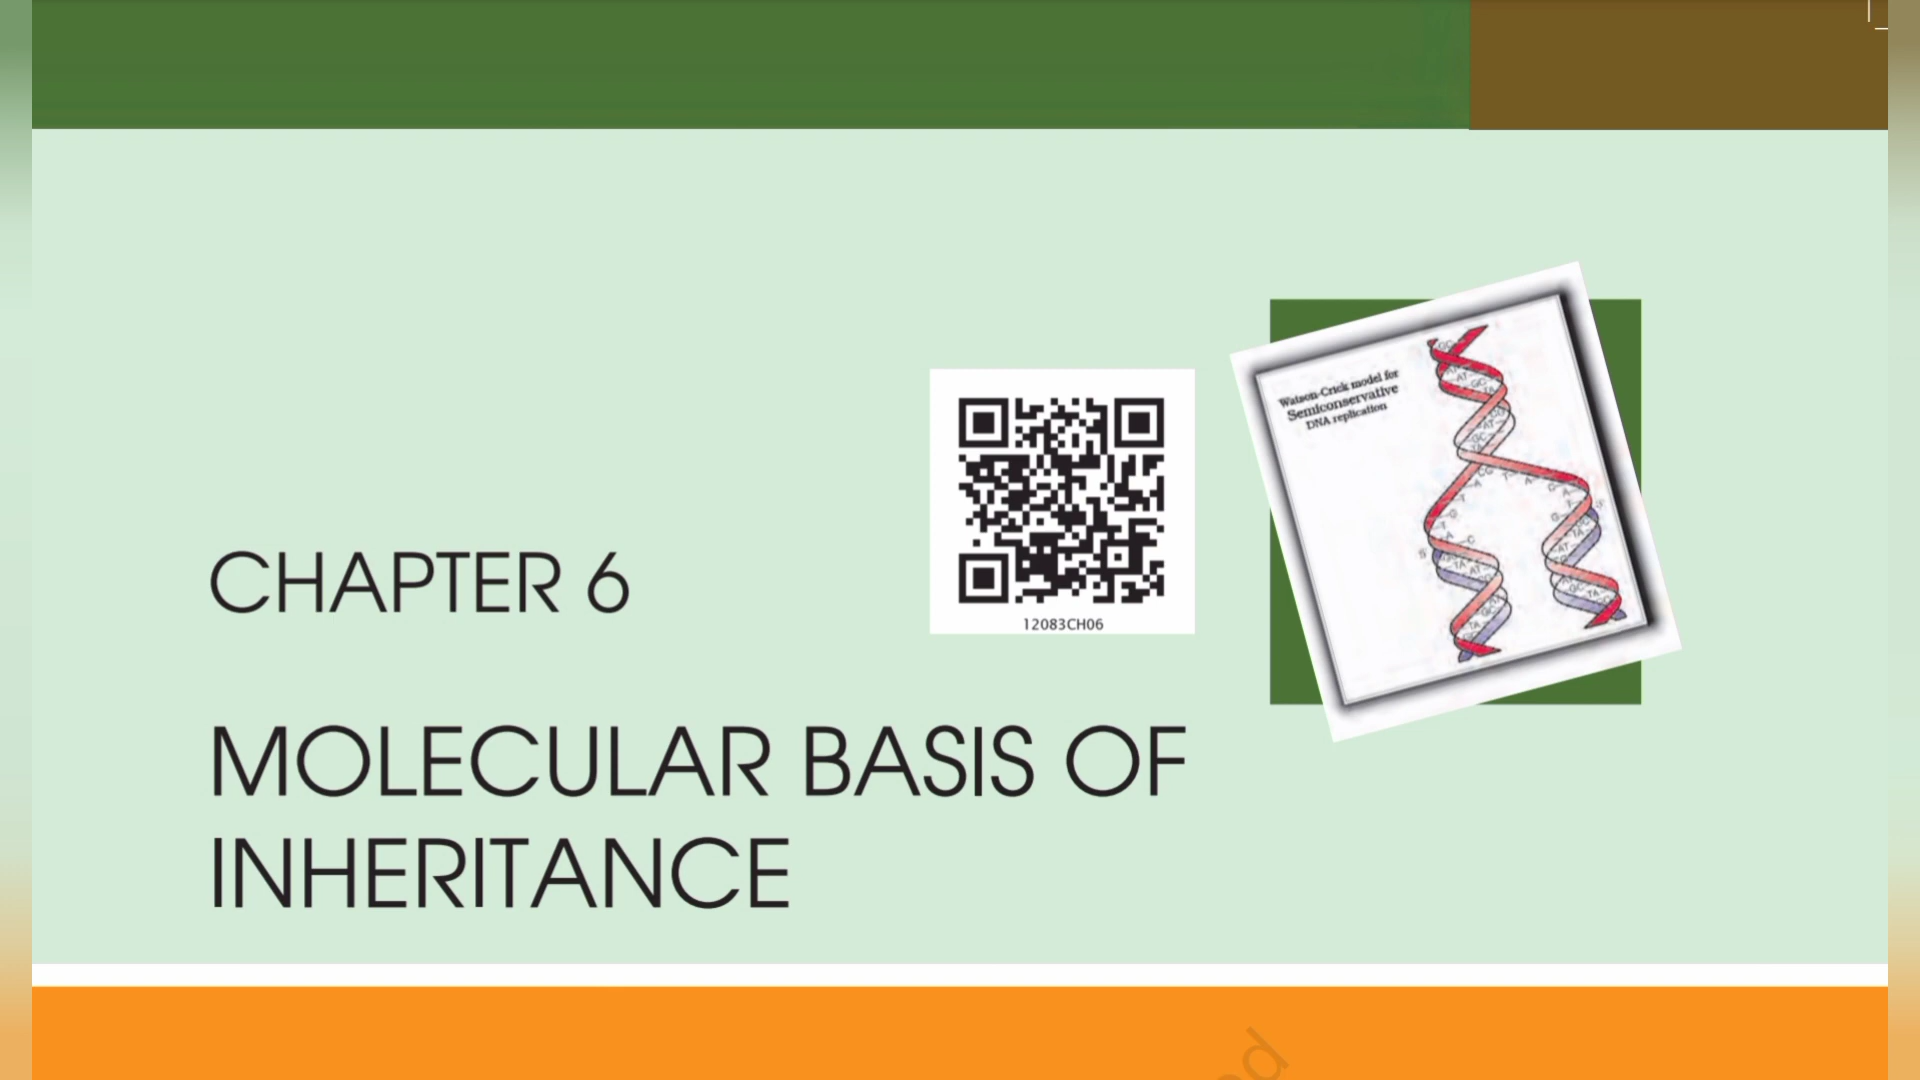 CHAPTER 6
12083CH06
Watson-Crick model for
Semiconservative
DNA replication
MOLECULAR BASIS OF
INHERITANCE